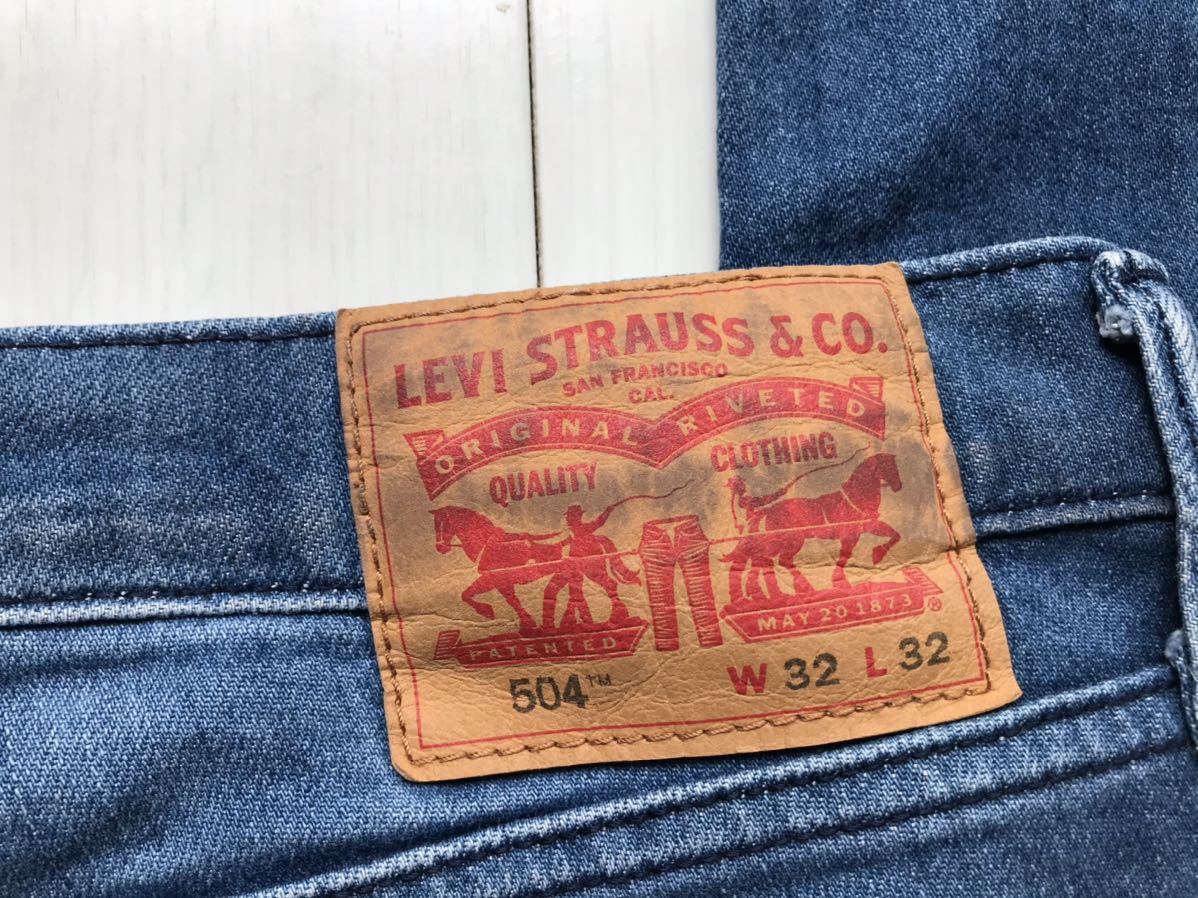 LEVI STRAUSS & CO.
SAN FRANCISCO
CAL.
ORIGINAL RIVETED
QUALITY CLOTHING
PATENTED MAY 20 1873 ®
504™ W 32 L 32